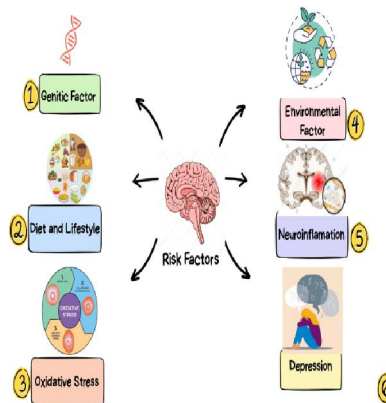 1
Genitic Factor
2
Diet and Lifestyle
OXIDATIVE
STRESS
3
Oxidative Stress
Risk Factors
Environmental
Factor
4
Neuroinflamation
5
Depression
6